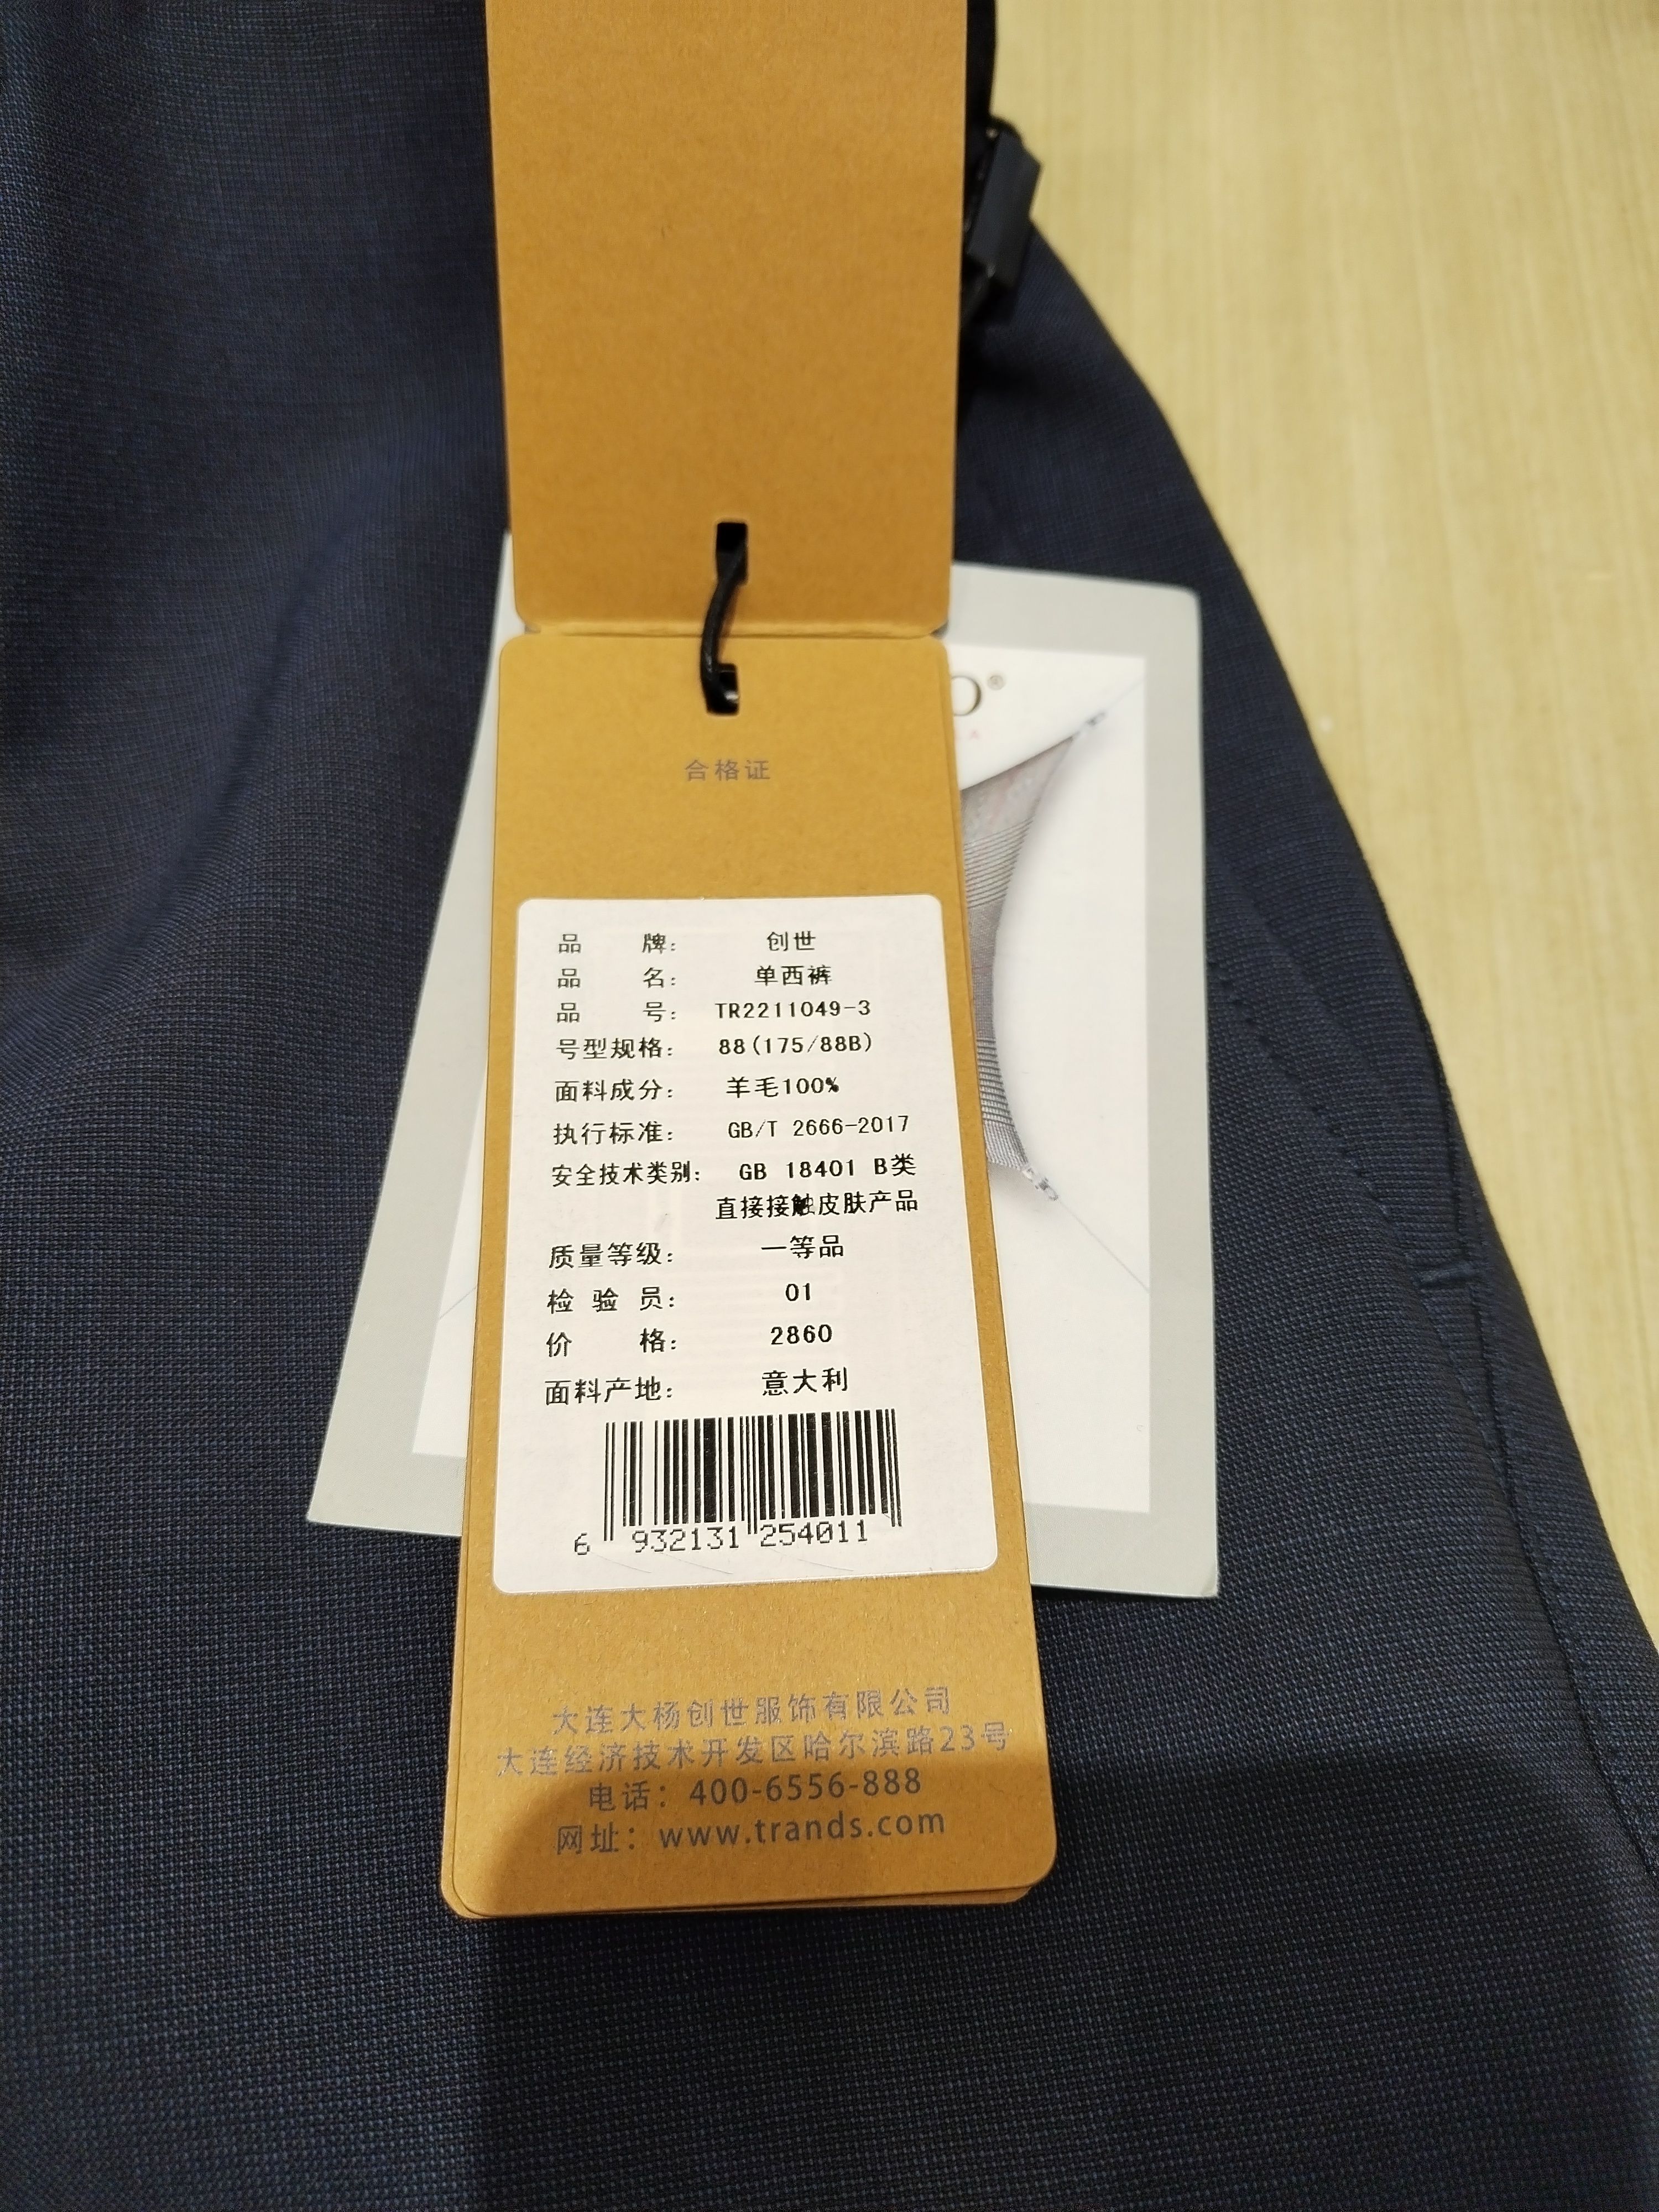 O®
合格证
品 牌： 创世
品 名： 单西裤
品 号： TR2211049-3
号型规格： 88(175/88B)
面料成分： 羊毛100%
执行标准： GB/T 2666-2017
安全技术类别： GB 18401 B类
直接接触皮肤产品
质量等级： 一等品
检 验 员： 01
价 格： 2860
面料产地： 意大利
6 932131 254011
大连大杨创世服饰有限公司
大连经济技术开发区哈尔滨路23号
电话：400-6556-888
网址：www.trands.com